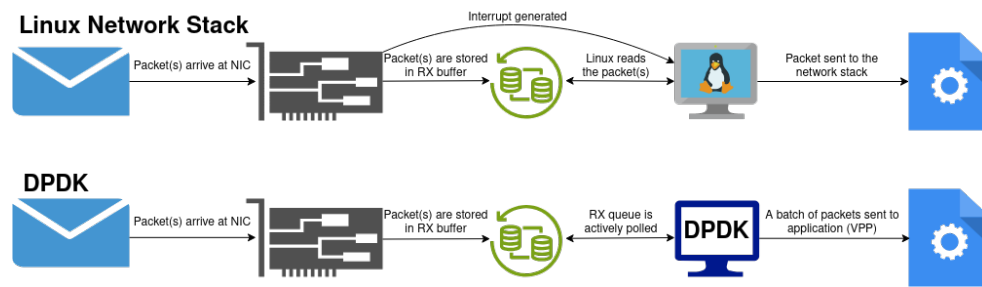 Linux Network Stack
Interrupt generated
Packet(s) arrive at NIC
Packet(s) are stored
in RX buffer
Linux reads
the packet(s)
Packet sent to the
network stack
DPDK
Packet(s) arrive at NIC
Packet(s) are stored
in RX buffer
RX queue is
actively polled
DPDK
A batch of packets sent to
application (VPP)